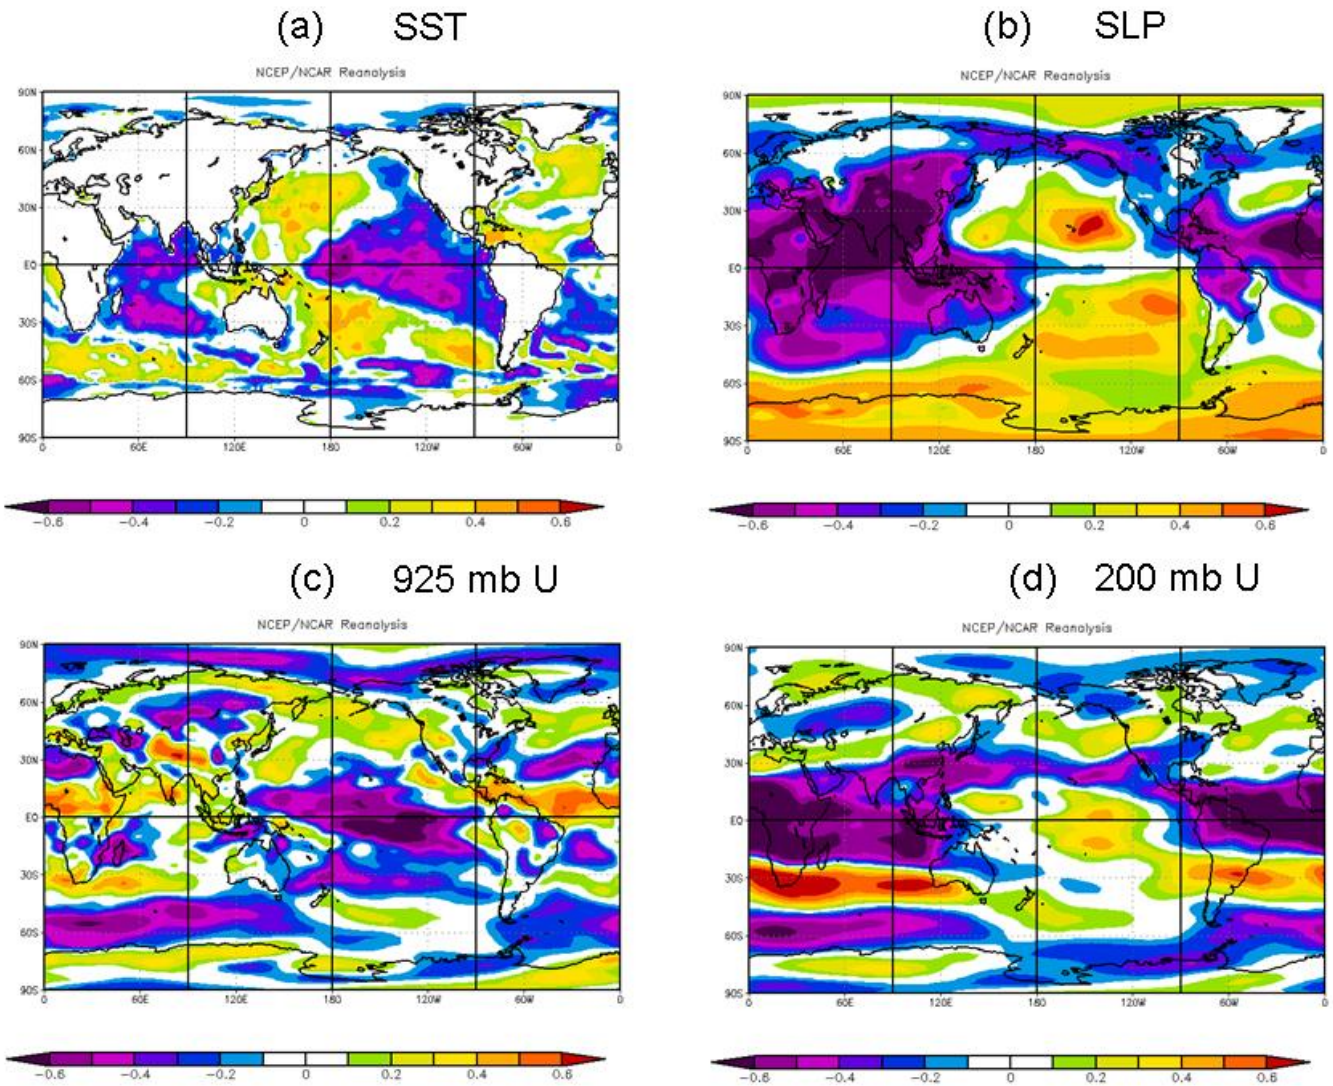 (a) SST
NCEP/NCAR Reanalysis
90N
60N
30N
EQ
30S
60S
90S
0 60E 120E 180 120W 60W 0
-0.6 -0.4 -0.2 0 0.2 0.4 0.6
(b) SLP
NCEP/NCAR Reanalysis
90N
60N
30N
EQ
30S
60S
90S
0 60E 120E 180 120W 60W 0
-0.6 -0.4 -0.2 0 0.2 0.4 0.6
(c) 925 mb U
NCEP/NCAR Reanalysis
90N
60N
30N
EQ
30S
60S
90S
0 60E 120E 180 120W 60W 0
-0.6 -0.4 -0.2 0 0.2 0.4 0.6
(d) 200 mb U
NCEP/NCAR Reanalysis
90N
60N
30N
EQ
30S
60S
90S
0 60E 120E 180 120W 60W 0
-0.6 -0.4 -0.2 0 0.2 0.4 0.6